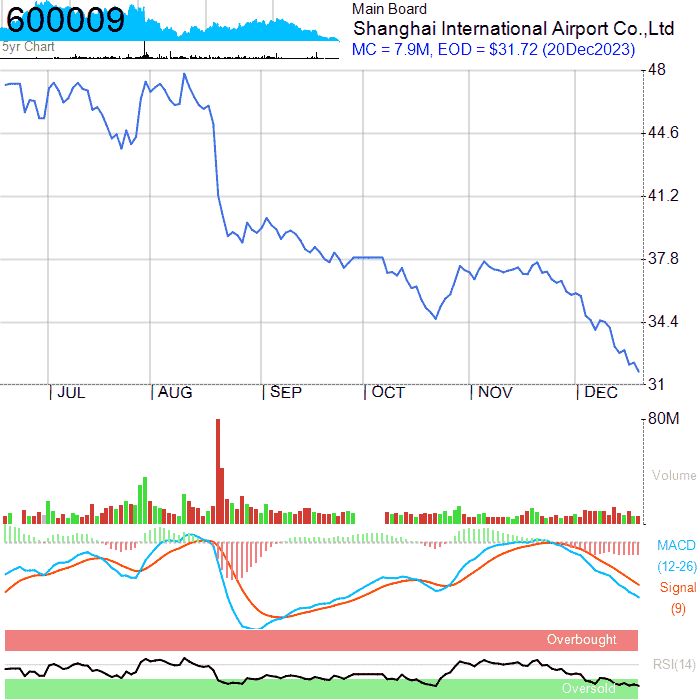 600009
5yr Chart
Main Board
Shanghai International Airport Co.,Ltd
MC = 7.9M, EOD = $31.72 (20Dec2023)
48
44.6
41.2
37.8
34.4
31
JUL AUG SEP OCT NOV DEC
80M
Volume
MACD
(12-26)
Signal
(9)
Overbought
RSI(14)
Oversold